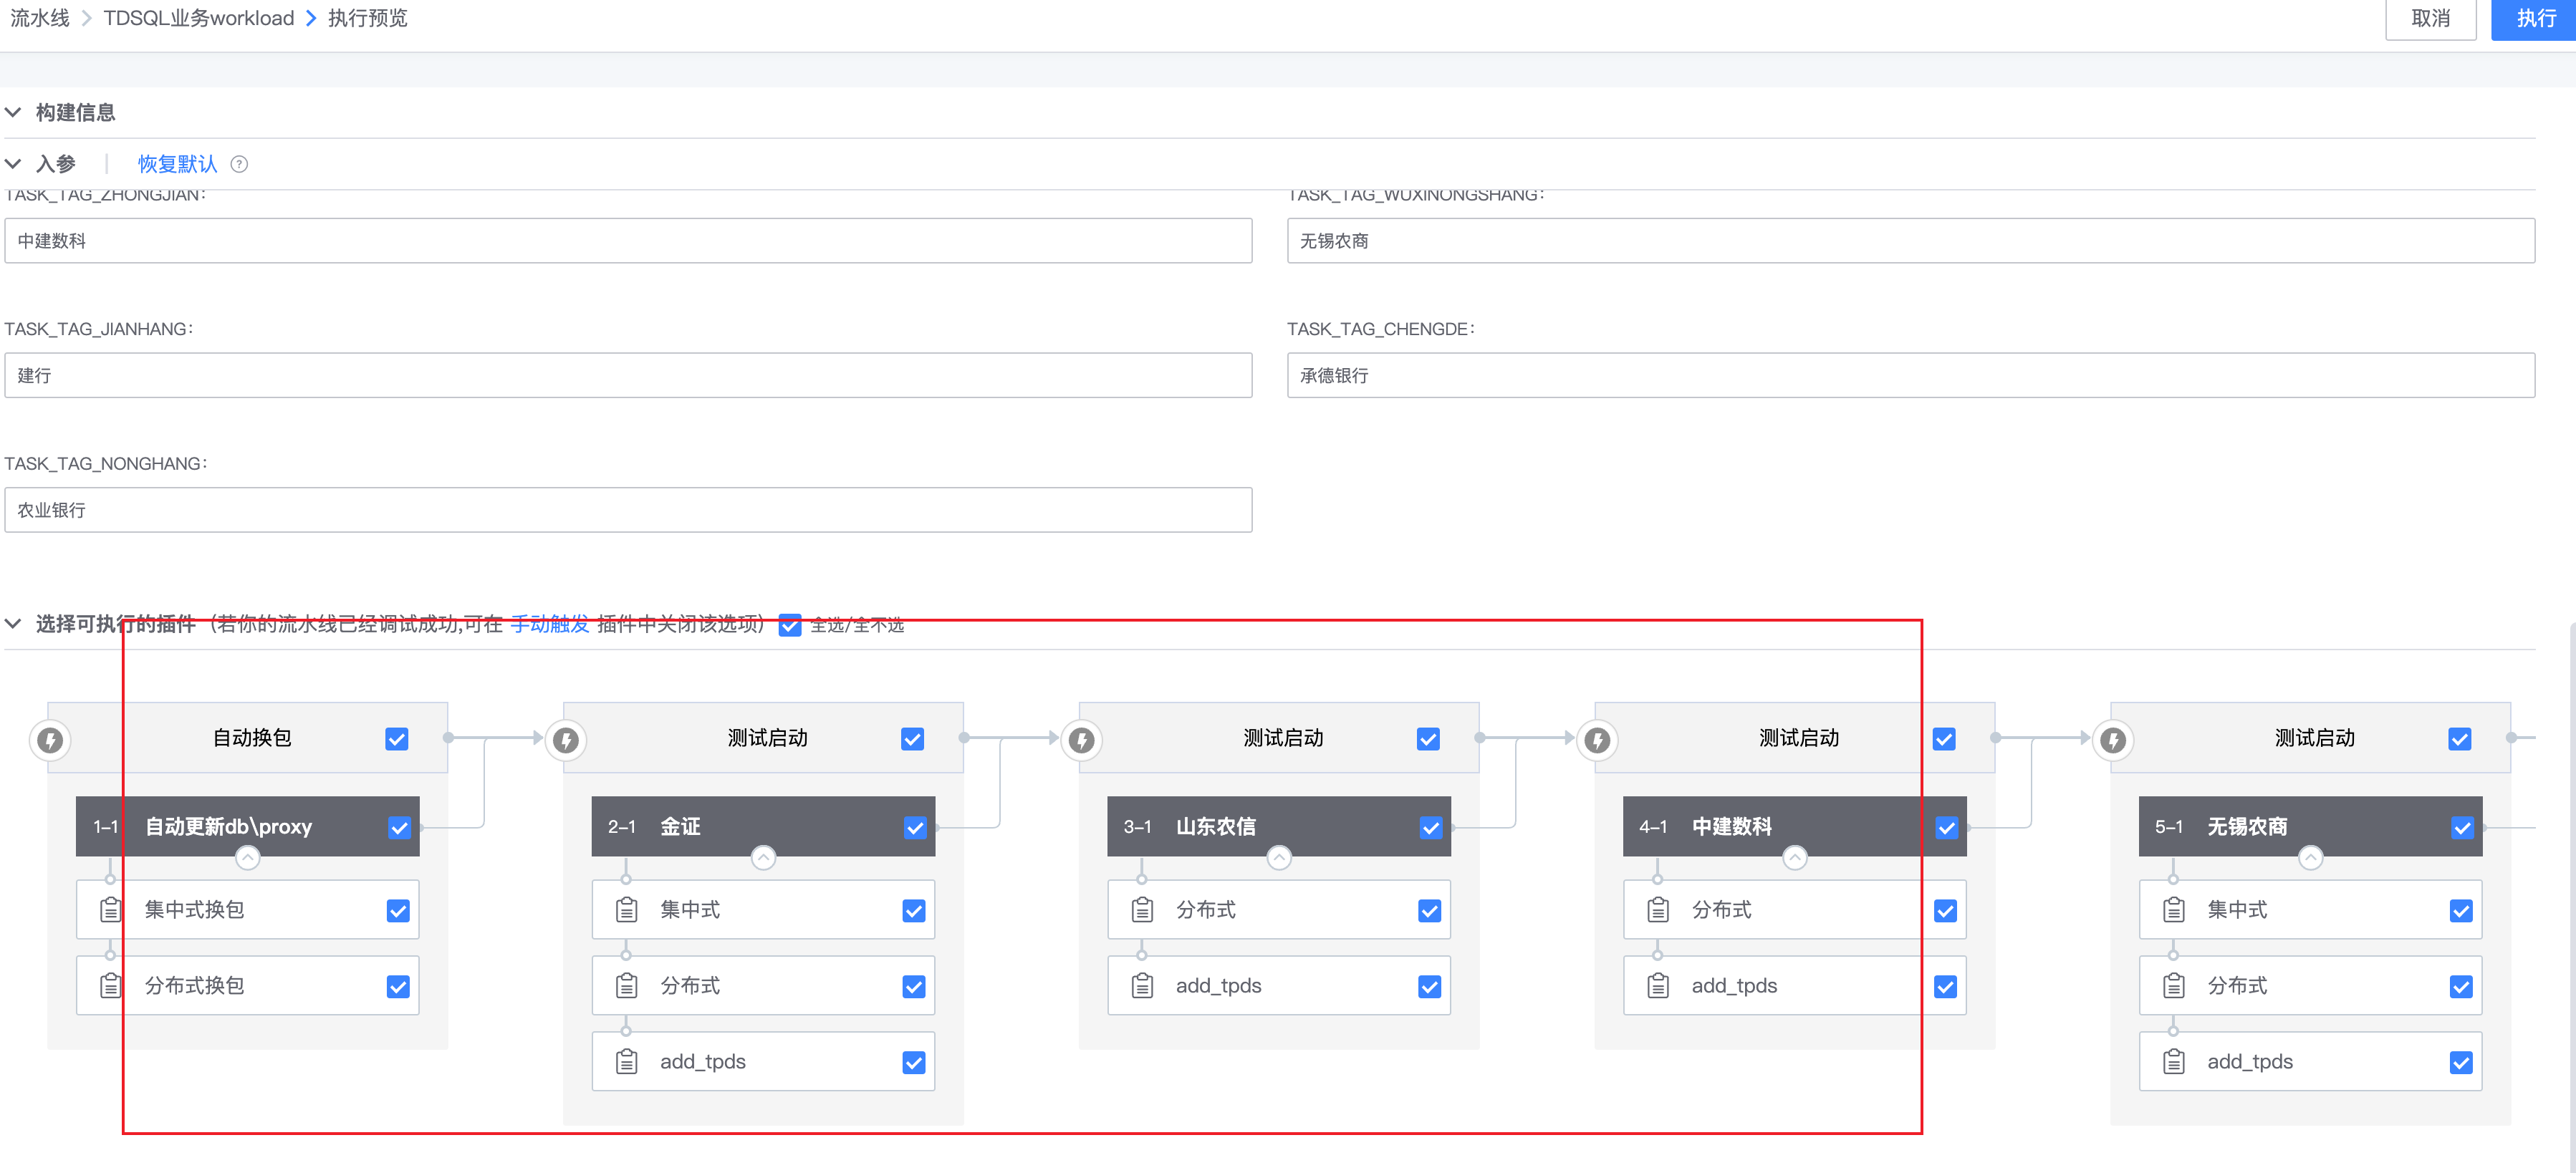 流水线 > TDSQL业务workload > 执行预览
取消 执行
构建信息
入参 | 恢复默认 ?
TASK_TAG_ZHONGJIAN:
中建数科
TASK_TAG_WUXINONGSHANG:
无锡农商
TASK_TAG_JIANHANG:
建行
TASK_TAG_CHENGDE:
承德银行
TASK_TAG_NONGHANG:
农业银行
选择可执行的插件 (若你的流水线已经调试成功,可在 手动触发 插件中关闭该选项) 全选/全不选
自动换包
1-1 自动更新db\proxy
集中式换包
分布式换包
测试启动
2-1 金证
集中式
分布式
add_tpds
测试启动
3-1 山东农信
分布式
add_tpds
测试启动
4-1 中建数科
分布式
add_tpds
测试启动
5-1 无锡农商
集中式
分布式
add_tpds